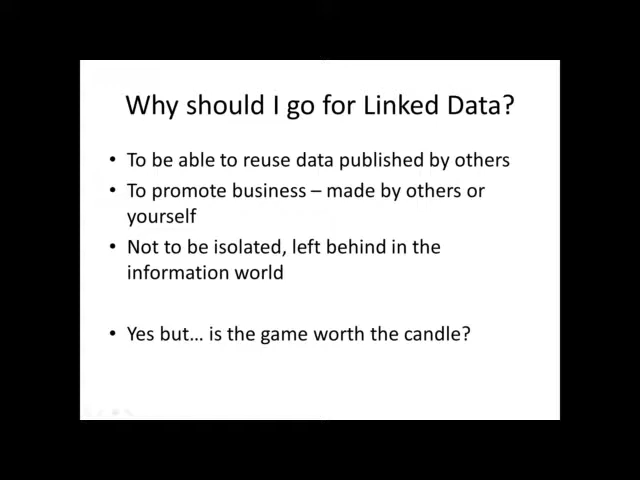 Why should I go for Linked Data?
• To be able to reuse data published by others
• To promote business – made by others or
yourself
• Not to be isolated, left behind in the
information world
• Yes but… is the game worth the candle?